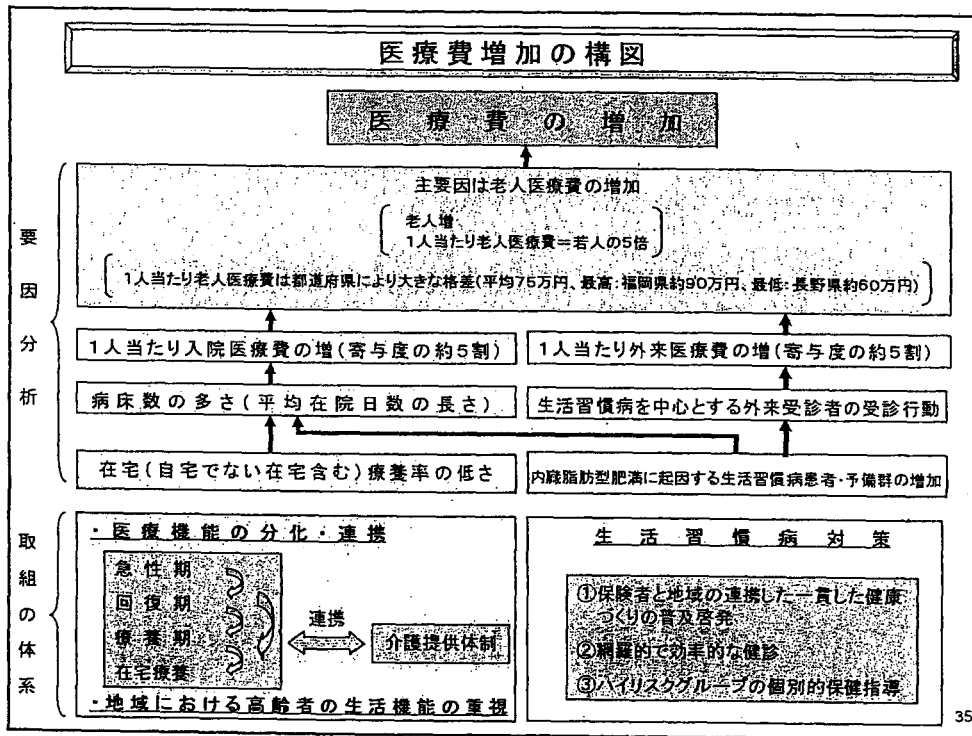 医療費増加の構図
医療費の増加
要因分析
主要因は老人医療費の増加
老人増
1人当たり老人医療費=若人の5倍
1人当たり老人医療費は都道府県により大きな格差(平均75万円、最高:福岡県約90万円、最低:長野県約60万円)
1人当たり入院医療費の増(寄与度の約5割)
1人当たり外来医療費の増(寄与度の約5割)
病床数の多さ(平均在院日数の長さ)
生活習慣病を中心とする外来受診者の受診行動
在宅(自宅でない在宅含む)療養率の低さ
内臓脂肪型肥満に起因する生活習慣病患者・予備群の増加
取組の体系
・医療機能の分化・連携
急性期
回復期
療養期
在宅療養
連携
介護提供体制
・地域における高齢者の生活機能の重視
生活習慣病対策
①保険者と地域の連携した一貫した健康
づくりの普及啓発
②網羅的で効率的な健診
③ハイリスクグループの個別的保健指導
35